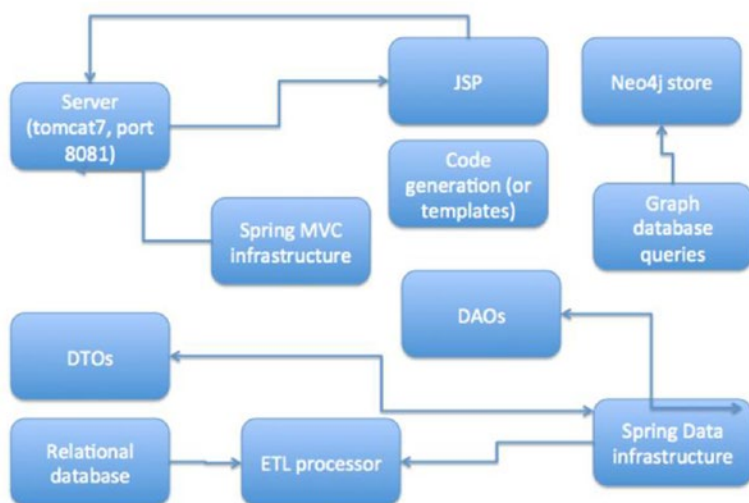 JSP
Neo4j store
Server
(tomcat7, port
8081)
Code
generation (or
templates)
Graph
database
queries
Spring MVC
infrastructure
DAOs
DTOs
Spring Data
infrastructure
Relational
database
ETL processor